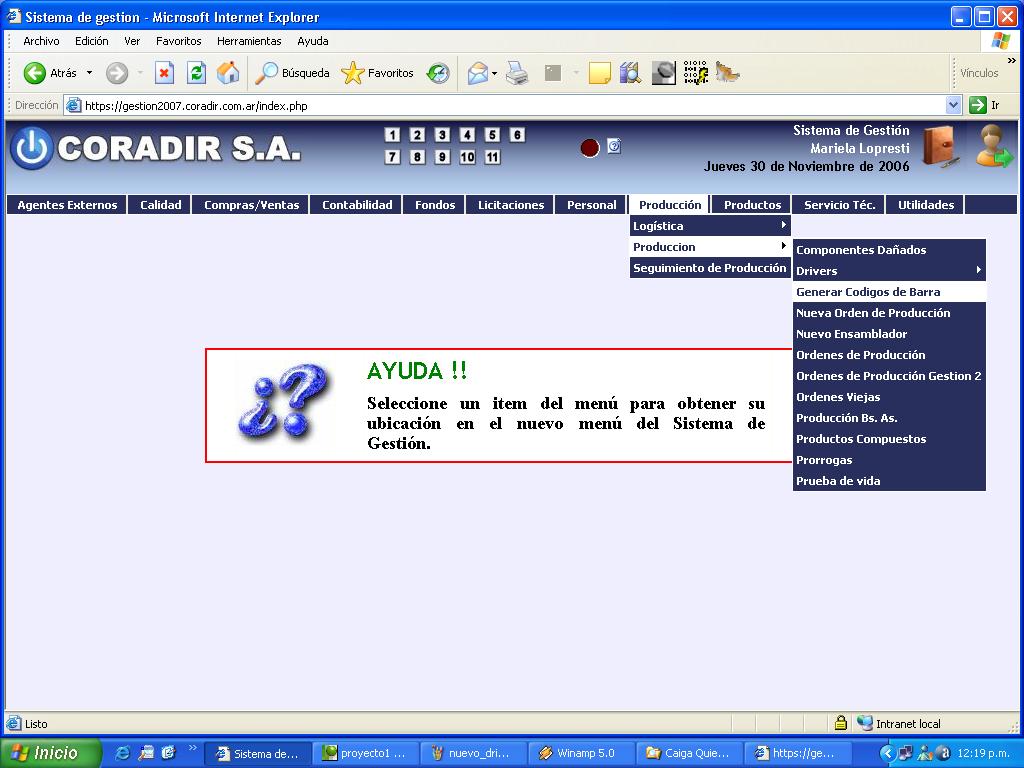 Sistema de gestion - Microsoft Internet Explorer
Archivo Edición Ver Favoritos Herramientas Ayuda
Atrás Búsqueda Favoritos Vínculos »
Dirección https://gestion2007.coradir.com.ar/index.php Ir
CORADIR S.A.
1 2 3 4 5 6
7 8 9 10 11
Sistema de Gestión
Mariela Lopresti
Jueves 30 de Noviembre de 2006
Agentes Externos Calidad Compras/Ventas Contabilidad Fondos Licitaciones Personal Producción Productos Servicio Téc. Utilidades
Logística
Produccion
Seguimiento de Producción
Componentes Dañados
Drivers
Generar Codigos de Barra
Nueva Orden de Producción
Nuevo Ensamblador
Ordenes de Producción
Ordenes de Producción Gestion 2
Ordenes Viejas
Producción Bs. As.
Productos Compuestos
Prorrogas
Prueba de vida
¿?
AYUDA !!
Seleccione un item del menú para obtener su
ubicación en el nuevo menú del Sistema de
Gestión.
Listo Intranet local
Inicio » Sistema de... proyecto1 ... nuevo_dri... Winamp 5.0 Caiga Quie... https://ge... 12:19 p.m.